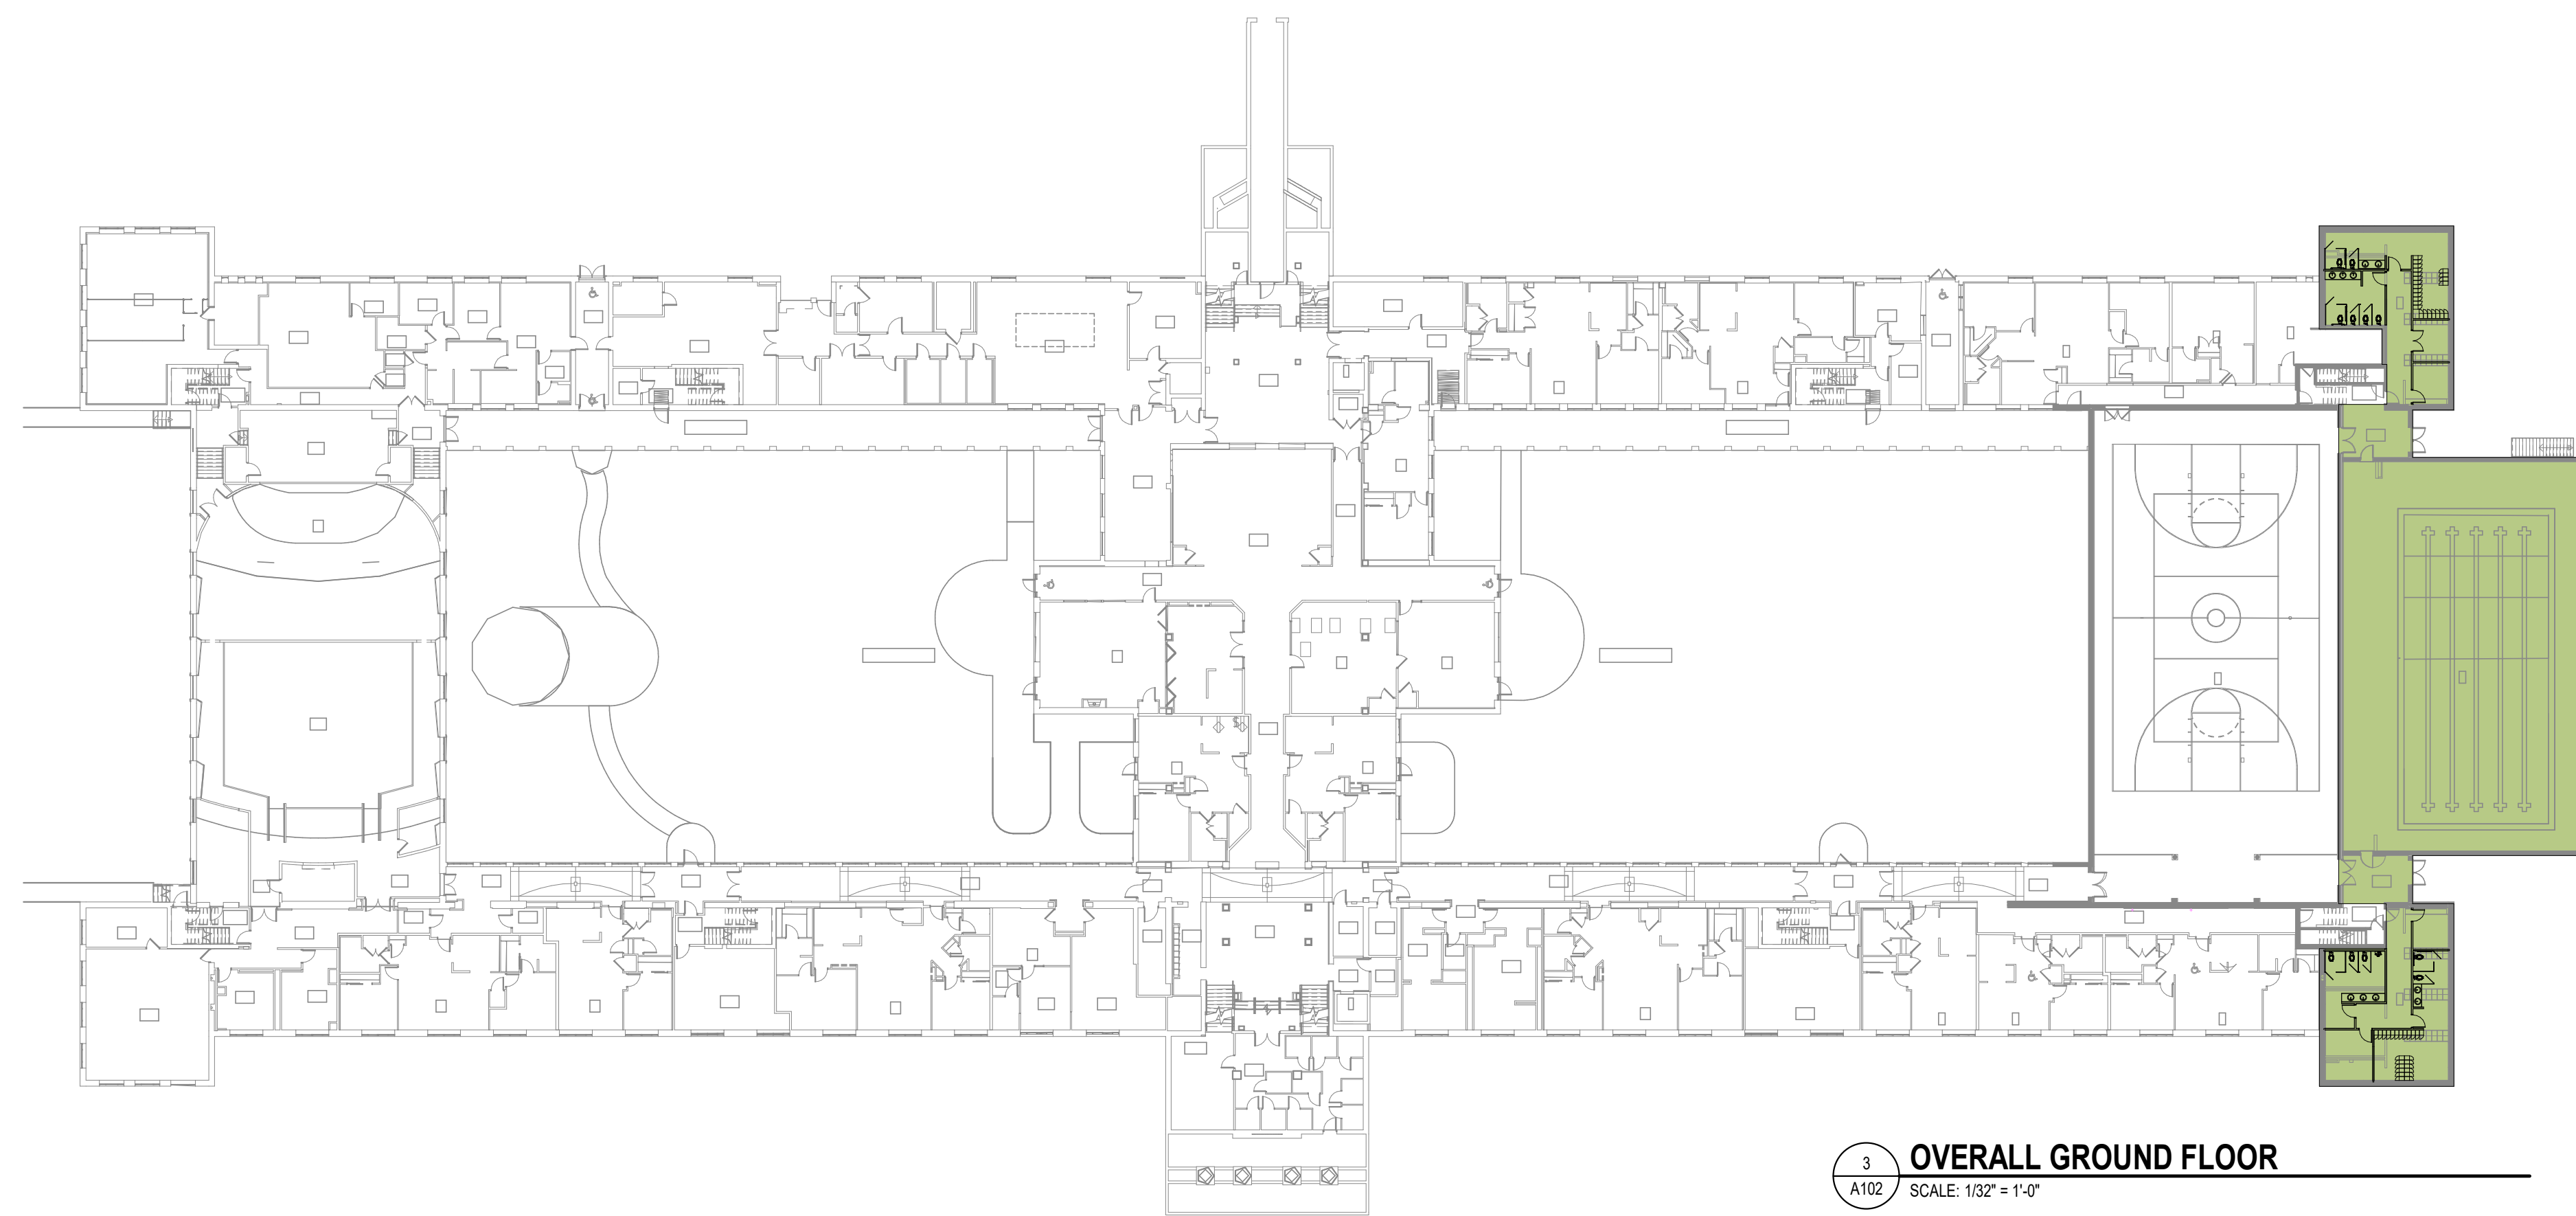 3
A102
OVERALL GROUND FLOOR
SCALE: 1/32" = 1'-0"